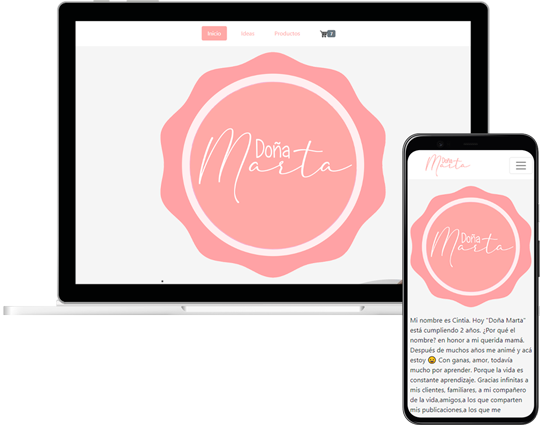 Inicio Ideas Productos
Doña
Marta
Doña
Marta
Doña
Marta
Mi nombre es Cintia. Hoy "Doña Marta"
está cumpliendo 2 años. ¿Por qué el
nombre? en honor a mi querida mamá.
Después de muchos años me animé y acá
estoy 😀 Con ganas, amor, todavía
mucho por aprender. Porque la vida es
constante aprendizaje. Gracias infinitas a
mis clientes, familiares, a mi compañero
de la vida,amigos,a los que comparten
mis publicaciones,a los que me